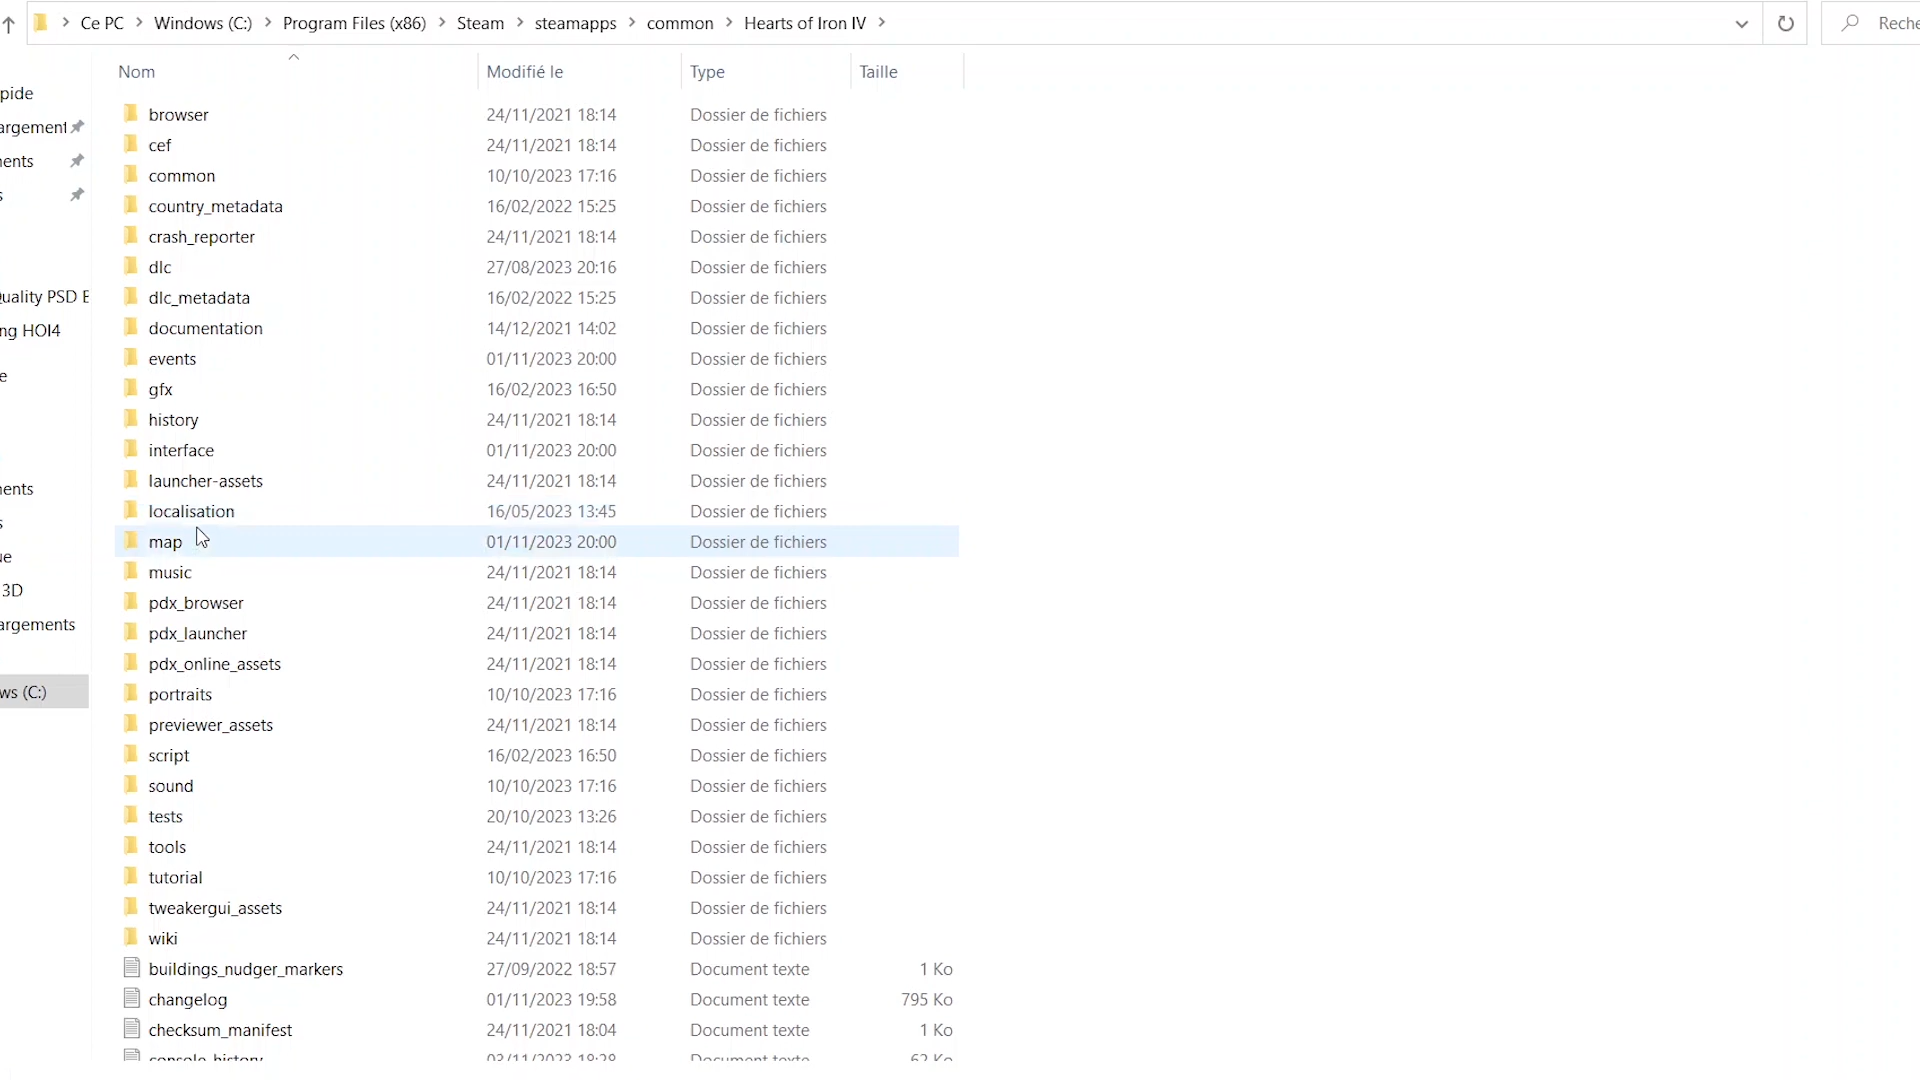 Ce PC > Windows (C:) > Program Files (x86) > Steam > steamapps > common > Hearts of Iron IV >
Reche
Nom Modifié le Type Taille
pide
argement
ments
s
Quality PSD E
ng HOI4
e
ments
s
ue
3D
argements
ws (C:)
browser 24/11/2021 18:14 Dossier de fichiers
cef 24/11/2021 18:14 Dossier de fichiers
common 10/10/2023 17:16 Dossier de fichiers
country_metadata 16/02/2022 15:25 Dossier de fichiers
crash_reporter 24/11/2021 18:14 Dossier de fichiers
dlc 27/08/2023 20:16 Dossier de fichiers
dlc_metadata 16/02/2022 15:25 Dossier de fichiers
documentation 14/12/2021 14:02 Dossier de fichiers
events 01/11/2023 20:00 Dossier de fichiers
gfx 16/02/2023 16:50 Dossier de fichiers
history 24/11/2021 18:14 Dossier de fichiers
interface 01/11/2023 20:00 Dossier de fichiers
launcher-assets 24/11/2021 18:14 Dossier de fichiers
localisation 16/05/2023 13:45 Dossier de fichiers
map 01/11/2023 20:00 Dossier de fichiers
music 24/11/2021 18:14 Dossier de fichiers
pdx_browser 24/11/2021 18:14 Dossier de fichiers
pdx_launcher 24/11/2021 18:14 Dossier de fichiers
pdx_online_assets 24/11/2021 18:14 Dossier de fichiers
portraits 10/10/2023 17:16 Dossier de fichiers
previewer_assets 24/11/2021 18:14 Dossier de fichiers
script 16/02/2023 16:50 Dossier de fichiers
sound 10/10/2023 17:16 Dossier de fichiers
tests 20/10/2023 13:26 Dossier de fichiers
tools 24/11/2021 18:14 Dossier de fichiers
tutorial 10/10/2023 17:16 Dossier de fichiers
tweakergui_assets 24/11/2021 18:14 Dossier de fichiers
wiki 24/11/2021 18:14 Dossier de fichiers
buildings_nudger_markers 27/09/2022 18:57 Document texte 1 Ko
changelog 01/11/2023 19:58 Document texte 795 Ko
checksum_manifest 24/11/2021 18:04 Document texte 1 Ko
console_history 03/11/2023 18:28 Document texte 62 Ko